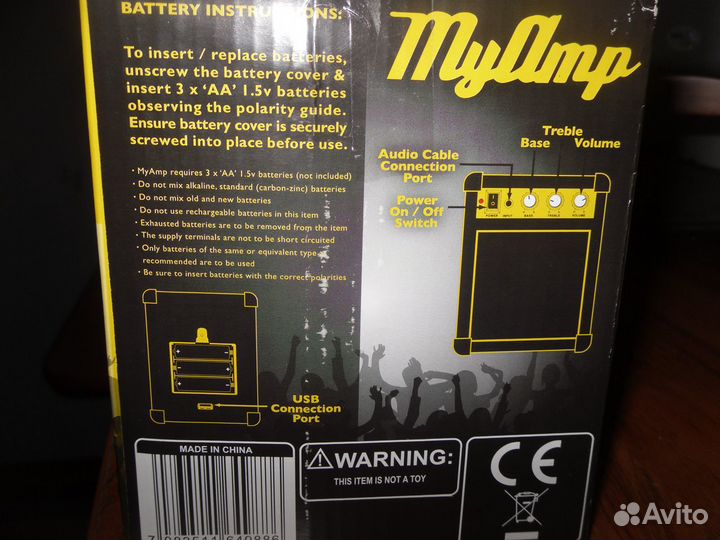 BATTERY INSTRUCTIONS:
To insert / replace batteries,
unscrew the battery cover &
insert 3 x ‘AA’ 1.5v batteries
observing the polarity guide.
Ensure battery cover is securely
screwed into place before use.
• MyAmp requires 3 x ‘AA’ 1.5v batteries (not included)
• Do not mix alkaline, standard (carbon-zinc) batteries
• Do not mix old and new batteries
• Do not use rechargeable batteries in this item
• Exhausted batteries are to be removed from the item
• The supply terminals are not to be short circuited
• Only batteries of the same or equivalent type
recommended are to be used
• Be sure to insert batteries with the correct polarities
USB
Connection
Port
MyAmp
Treble
Base
Volume
Audio Cable
Connection
Port
Power
On / Off
Switch
POWER
INPUT
BASS
TREBLE
VOLUME
MADE IN CHINA
WARNING:
THIS ITEM IS NOT A TOY
CE
Avito